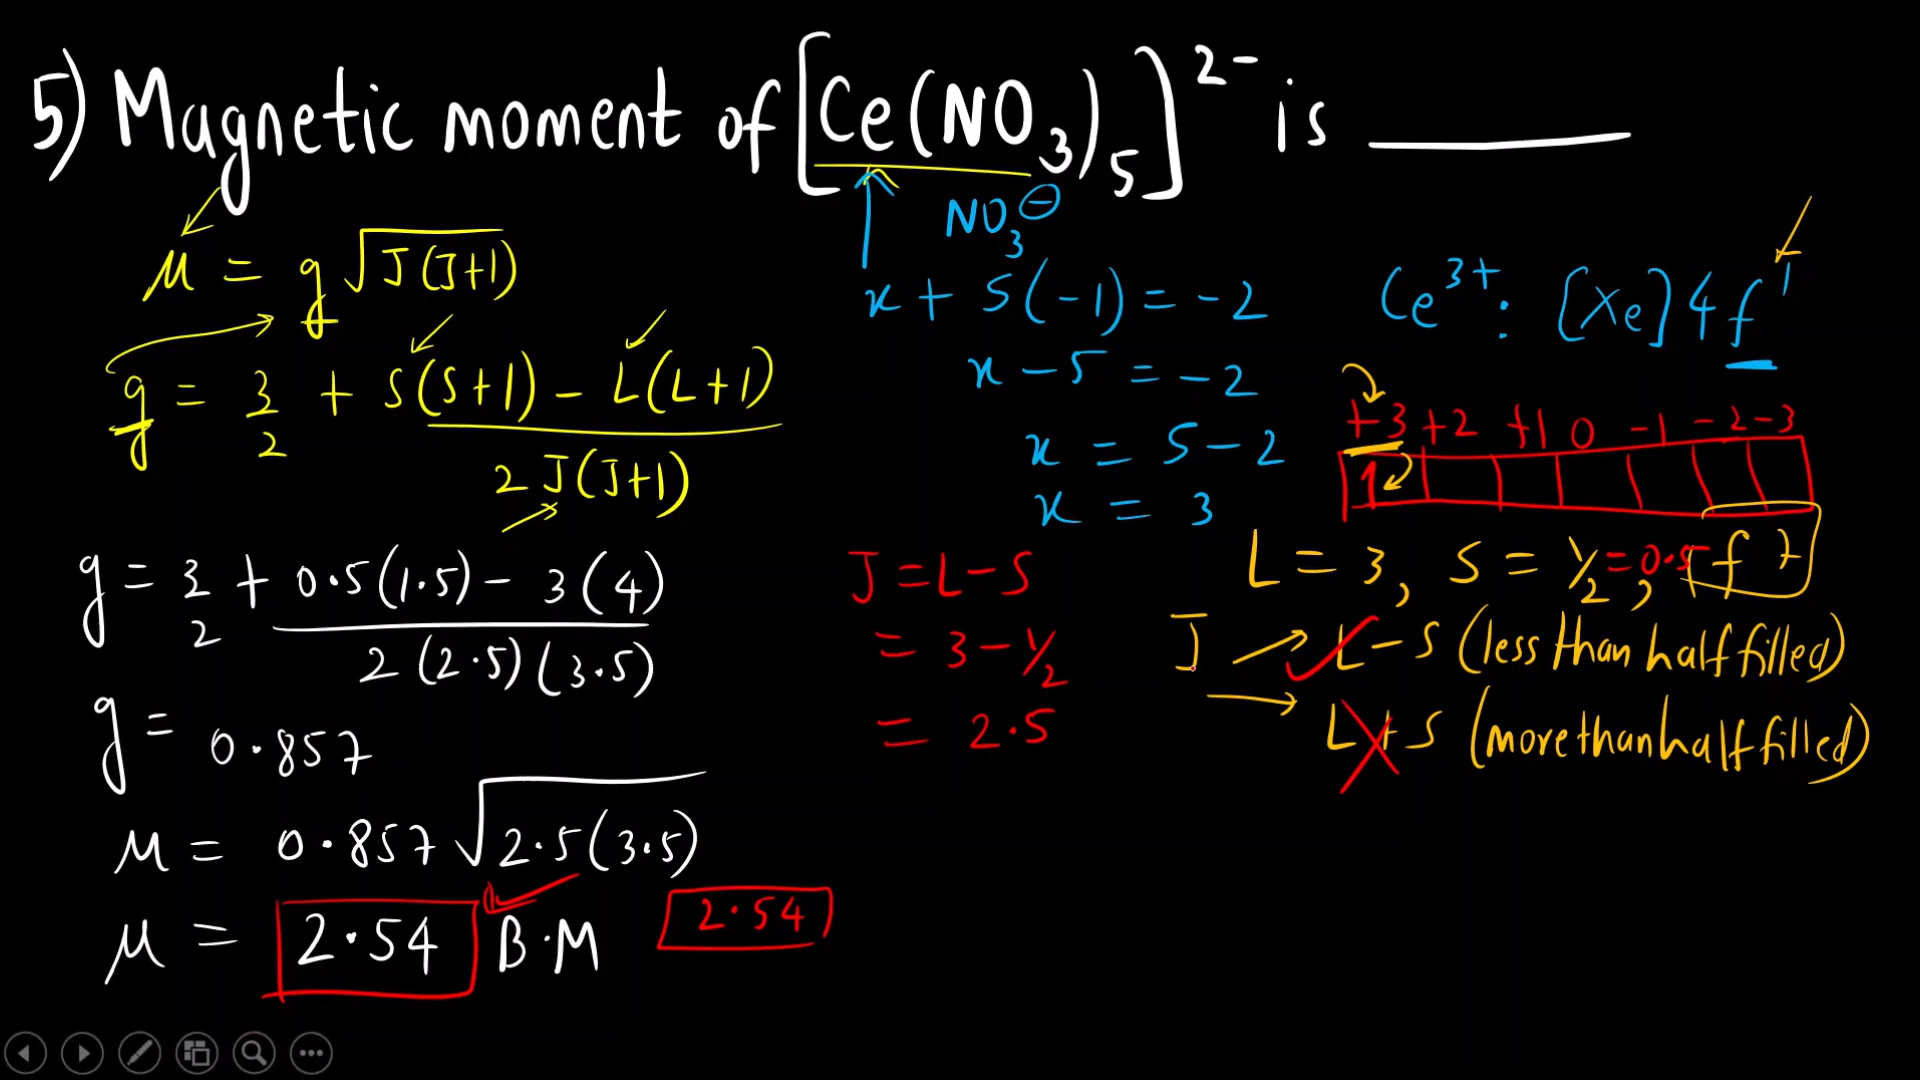 5) Magnetic moment of [Ce(NO₃)₅]²⁻ is ______
NO₃⊖
μ = g√J(J+1)
g = 3/2 + S(S+1) - L(L+1) / 2J(J+1)
g = 3/2 + 0.5(1.5) - 3(4) / 2(2.5)(3.5)
g = 0.857
μ = 0.857√2.5(3.5)
μ = 2.54 B.M
2.54
x + 5(-1) = -2
x - 5 = -2
x = 5 - 2
x = 3
J = L - S
= 3 - 1/2
= 2.5
Ce³⁺: [Xe] 4f¹
+3 +2 +1 0 -1 -2 -3
1
L = 3, S = 1/2 = 0.5, f⁷
J → L - S (less than half filled)
→ L + S (more than half filled)